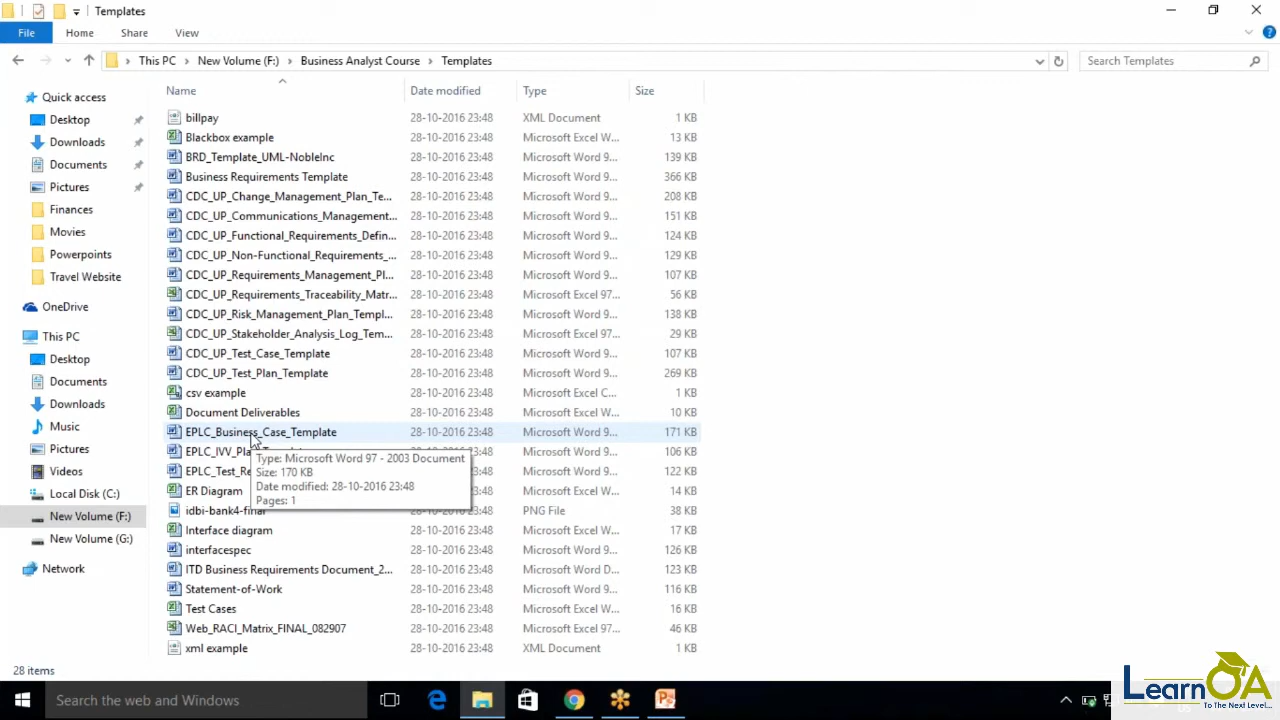 Templates
File Home Share View
This PC New Volume (F:) Business Analyst Course Templates Search Templates
Name Date modified Type Size
Quick access
Desktop
Downloads
Documents
Pictures
Finances
Movies
Powerpoints
Travel Website
OneDrive
This PC
Desktop
Documents
Downloads
Music
Pictures
Videos
Local Disk (C:)
New Volume (F:)
New Volume (G:)
Network
billpay 28-10-2016 23:48 XML Document 1 KB
Blackbox example 28-10-2016 23:48 Microsoft Excel W... 13 KB
BRD_Template_UML-NobleInc 28-10-2016 23:48 Microsoft Word 9... 139 KB
Business Requirements Template 28-10-2016 23:48 Microsoft Word 9... 366 KB
CDC_UP_Change_Management_Plan_Te... 28-10-2016 23:48 Microsoft Word 9... 208 KB
CDC_UP_Communications_Management... 28-10-2016 23:48 Microsoft Word 9... 151 KB
CDC_UP_Functional_Requirements_Defin... 28-10-2016 23:48 Microsoft Word 9... 124 KB
CDC_UP_Non-Functional_Requirements_... 28-10-2016 23:48 Microsoft Word 9... 129 KB
CDC_UP_Requirements_Management_Pl... 28-10-2016 23:48 Microsoft Word 9... 107 KB
CDC_UP_Requirements_Traceability_Matr... 28-10-2016 23:48 Microsoft Excel 97... 56 KB
CDC_UP_Risk_Management_Plan_Templ... 28-10-2016 23:48 Microsoft Word 9... 138 KB
CDC_UP_Stakeholder_Analysis_Log_Tem... 28-10-2016 23:48 Microsoft Excel 97... 29 KB
CDC_UP_Test_Case_Template 28-10-2016 23:48 Microsoft Word 9... 107 KB
CDC_UP_Test_Plan_Template 28-10-2016 23:48 Microsoft Word 9... 269 KB
csv example 28-10-2016 23:48 Microsoft Excel C... 1 KB
Document Deliverables 28-10-2016 23:48 Microsoft Excel W... 10 KB
EPLC_Business_Case_Template 28-10-2016 23:48 Microsoft Word 9... 171 KB
EPLC_IVV_Pla 28-10-2016 23:48 Microsoft Word 9... 106 KB
EPLC_Test_Re 28-10-2016 23:48 Microsoft Word 9... 122 KB
ER Diagram 28-10-2016 23:48 Microsoft Excel W... 14 KB
idbi-bank4-final 28-10-2016 23:48 PNG File 38 KB
Interface diagram 28-10-2016 23:48 Microsoft Excel W... 17 KB
interfacespec 28-10-2016 23:48 Microsoft Word 9... 126 KB
ITD Business Requirements Document_2... 28-10-2016 23:48 Microsoft Word D... 123 KB
Statement-of-Work 28-10-2016 23:48 Microsoft Word 9... 116 KB
Test Cases 28-10-2016 23:48 Microsoft Excel W... 16 KB
Web_RACI_Matrix_FINAL_082907 28-10-2016 23:48 Microsoft Excel 97... 46 KB
xml example 28-10-2016 23:48 XML Document 1 KB
Type: Microsoft Word 97 - 2003 Document
Size: 170 KB
Date modified: 28-10-2016 23:48
Pages: 1
28 items
Search the web and Windows
LearnQA
To The Next Level...